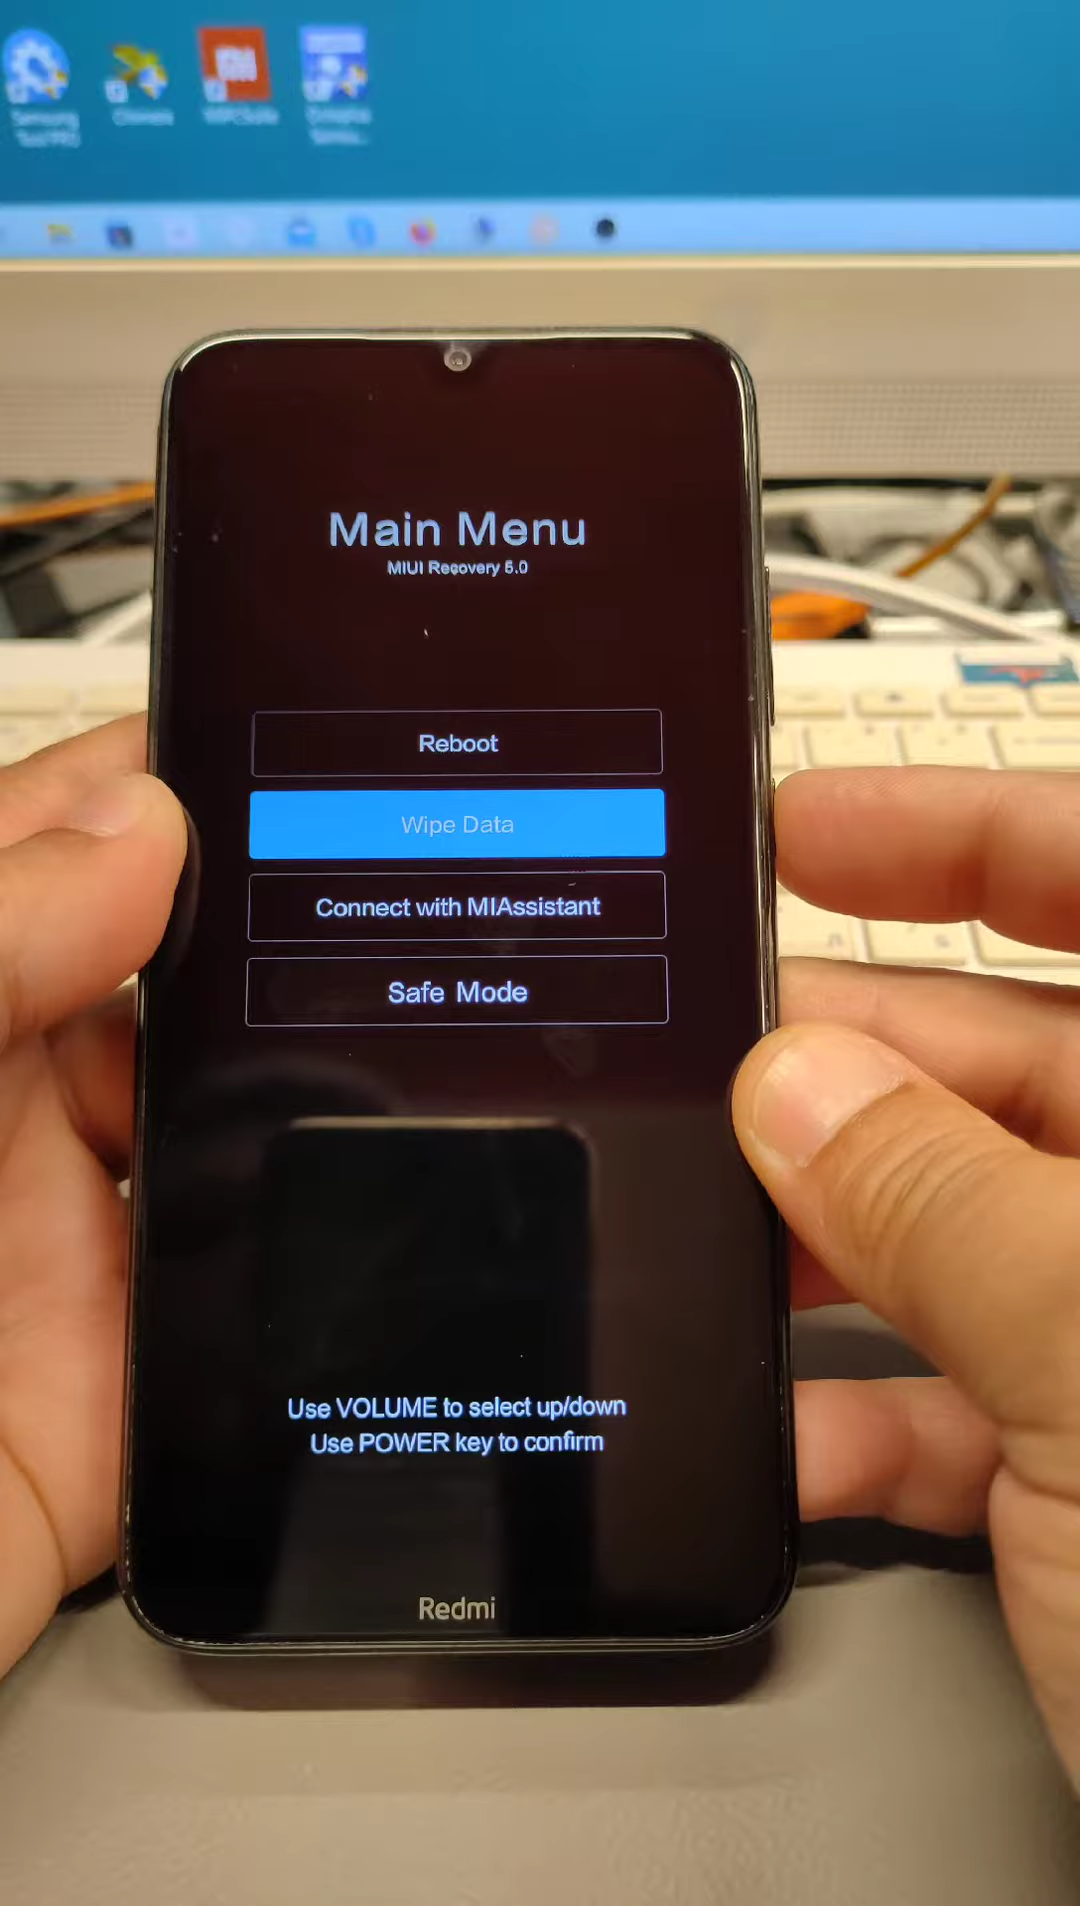 Samsung
Main Menu
MIUI Recovery 5.0
Reboot
Wipe Data
Connect with MIAssistant
Safe Mode
Use VOLUME to select up/down
Use POWER key to confirm
Redmi